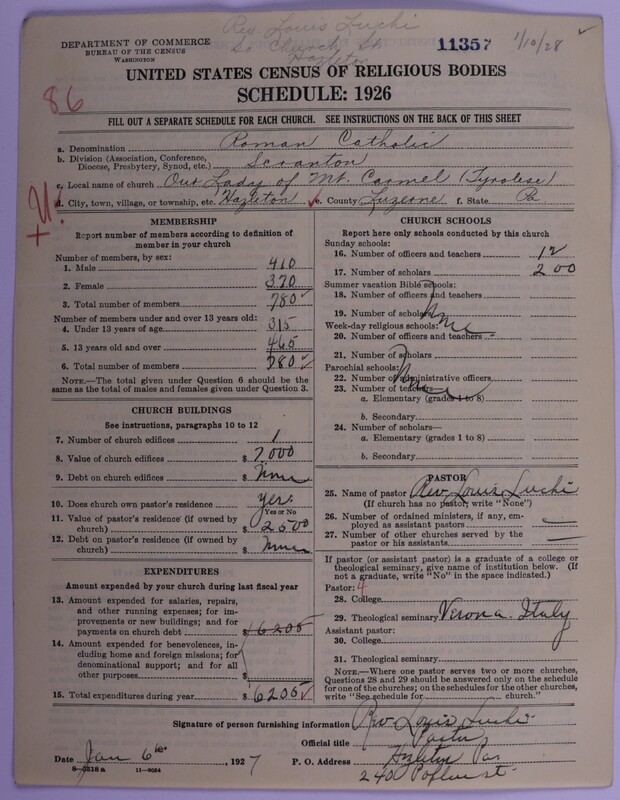 Rev. Louis Luchi
So. Church St.
Hazleton
DEPARTMENT OF COMMERCE
BUREAU OF THE CENSUS
WASHINGTON
11357
1/10/28
UNITED STATES CENSUS OF RELIGIOUS BODIES
SCHEDULE: 1926
86
FILL OUT A SEPARATE SCHEDULE FOR EACH CHURCH. SEE INSTRUCTIONS ON THE BACK OF THIS SHEET
a. Denomination Roman Catholic
b. Division (Association, Conference, Diocese, Presbytery, Synod, etc.) Scranton
c. Local name of church Our Lady of Mt. Carmel (Tyrolese)
d. City, town, village, or township, etc. Hazleton e. County Luzerne f. State Pa
MEMBERSHIP
Report number of members according to definition of
member in your church
Number of members, by sex:
1. Male 410
2. Female 370
3. Total number of members 780
Number of members under and over 13 years old:
4. Under 13 years of age 315
5. 13 years old and over 465
6. Total number of members 780
NOTE.—The total given under Question 6 should be
same as the total of males and females given under Question 3.
CHURCH BUILDINGS
See instructions, paragraphs 10 to 12
7. Number of church edifices 1
8. Value of church edifices $ 7000
9. Debt on church edifices $ None
10. Does church own pastor's residence Yes.
Yes or No
11. Value of pastor's residence (if owned by
church) $ 2500
12. Debt on pastor's residence (if owned by
church) $ None
EXPENDITURES
Amount expended by your church during last fiscal year
13. Amount expended for salaries, repairs,
and other running expenses; for im-
provements or new buildings; and for
payments on church debt $ 6205
14. Amount expended for benevolences, in-
cluding home and foreign missions; for
denominational support; and for all
other purposes $
15. Total expenditures during year $ 6205
CHURCH SCHOOLS
Report here only schools conducted by this church
Sunday schools:
16. Number of officers and teachers 12
17. Number of scholars 200
Summer vacation Bible schools:
18. Number of officers and teachers
19. Number of scholars None
Week-day religious schools:
20. Number of officers and teachers
21. Number of scholars
Parochial schools: None
22. Number of administrative officers
23. Number of teachers—
a. Elementary (grades 1 to 8)
b. Secondary
24. Number of scholars—
a. Elementary (grades 1 to 8)
b. Secondary
PASTOR
25. Name of pastor Rev. Louis Luchi
(If church has no pastor, write "None")
26. Number of ordained ministers, if any, em-
ployed as assistant pastors
27. Number of other churches served by the
pastor or his assistants
If pastor (or assistant pastor) is a graduate of a college or
theological seminary, give name of institution below. (If
not a graduate, write "No" in the space indicated.)
Pastor: 4
28. College
29. Theological seminary Verona. Italy
Assistant pastor:
30. College
31. Theological seminary
NOTE.—Where one pastor serves two or more churches,
Questions 28 and 29 should be answered only on the schedule
for one of the churches; on the schedules for the other churches,
write "See schedule for church."
Signature of person furnishing information Rev Louis Luchi
Official title Pastor
Date Jan 6th, 1927 P. O. Address Hazleton Pa
8—5218 a 11—9024